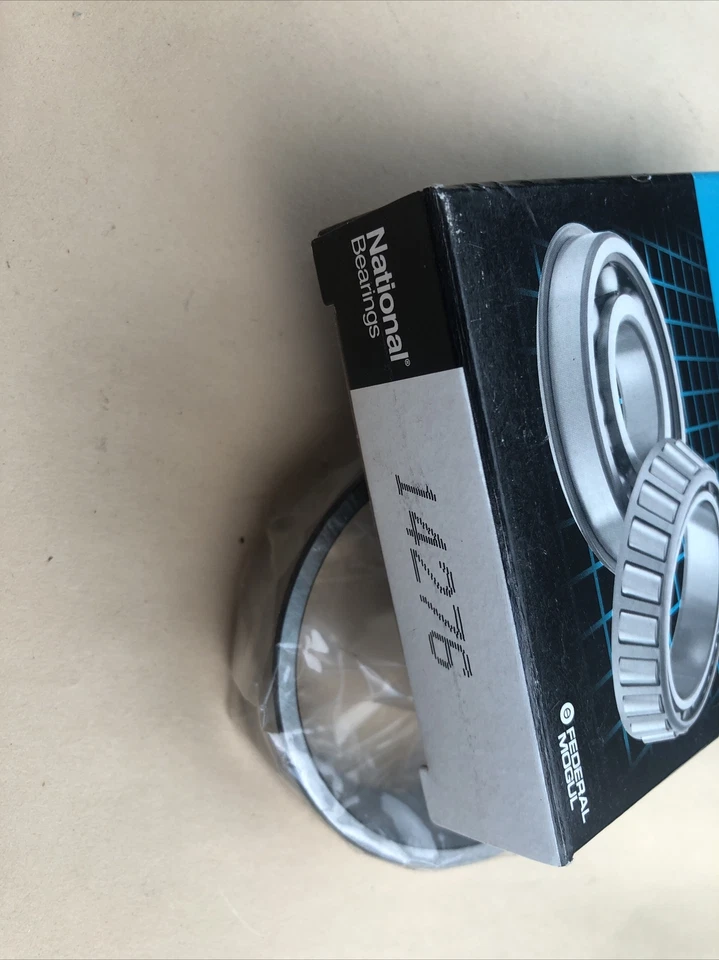 National®
Bearings
14276
FEDERAL
MOGUL